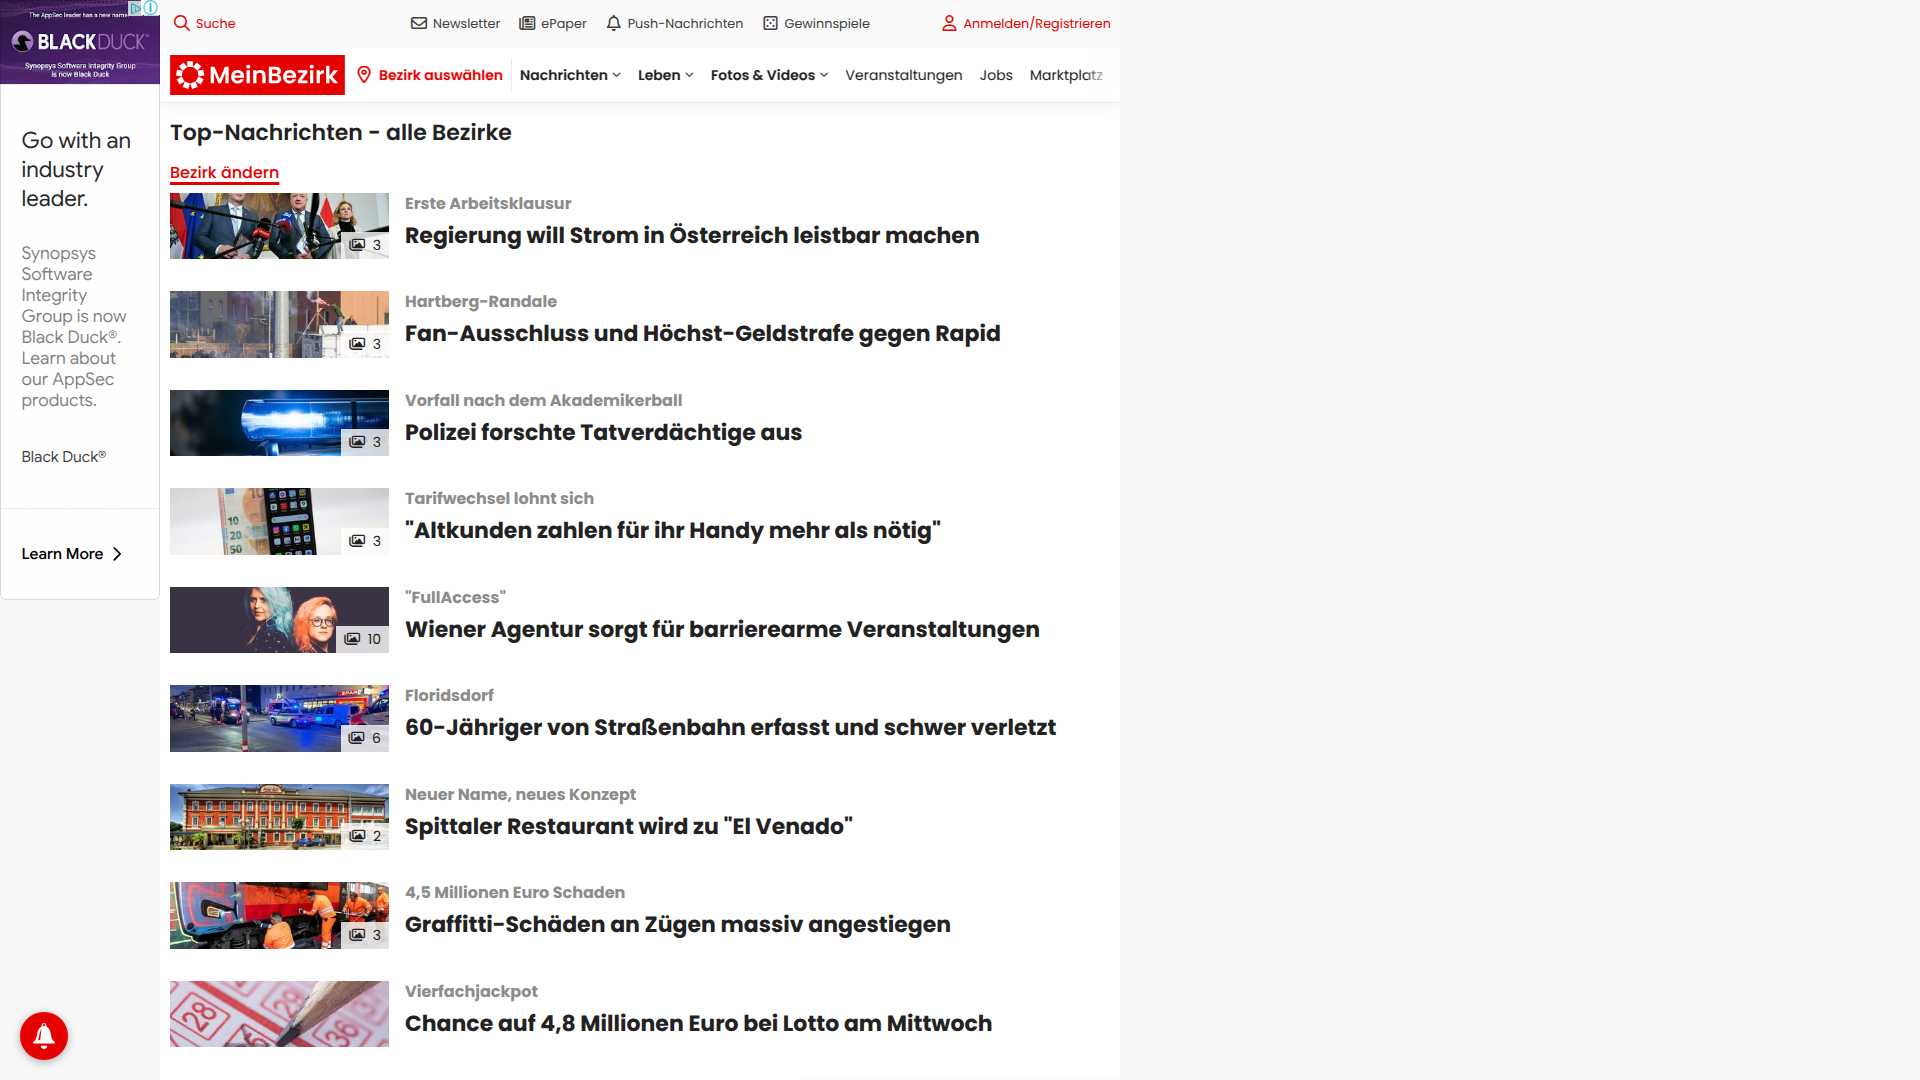 The AppSec leader has a new name
BLACKDUCK
Synopsys Software Integrity Group
is now Black Duck
Go with an
industry
leader.
Synopsys
Software
Integrity
Group is now
Black Duck®.
Learn about
our AppSec
products.
Black Duck®
Learn More
Suche
Newsletter
ePaper
Push-Nachrichten
Gewinnspiele
Anmelden/Registrieren
MeinBezirk
Bezirk auswählen
Nachrichten
Leben
Fotos & Videos
Veranstaltungen
Jobs
Marktplatz
Top-Nachrichten - alle Bezirke
Bezirk ändern
3
Erste Arbeitsklausur
Regierung will Strom in Österreich leistbar machen
3
Hartberg-Randale
Fan-Ausschluss und Höchst-Geldstrafe gegen Rapid
3
Vorfall nach dem Akademikerball
Polizei forschte Tatverdächtige aus
10
20
50
3
Tarifwechsel lohnt sich
"Altkunden zahlen für ihr Handy mehr als nötig"
10
"FullAccess"
Wiener Agentur sorgt für barrierearme Veranstaltungen
6
Floridsdorf
60-Jähriger von Straßenbahn erfasst und schwer verletzt
2
Neuer Name, neues Konzept
Spittaler Restaurant wird zu "El Venado"
3
4,5 Millionen Euro Schaden
Graffitti-Schäden an Zügen massiv angestiegen
28
29
36
Vierfachjackpot
Chance auf 4,8 Millionen Euro bei Lotto am Mittwoch